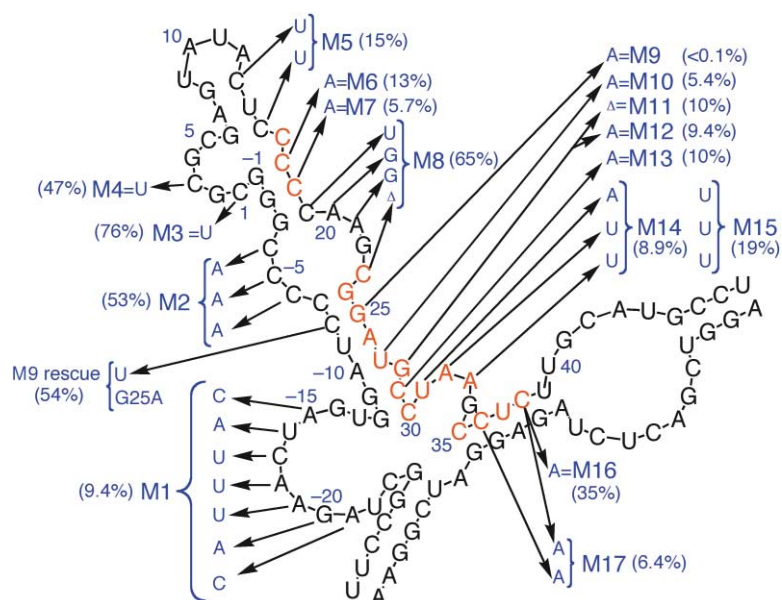 10
A A
U C
U
G U
A C
5 G
C
G
–1
C G C G
1
U
U
M5 (15%)
A=M6 (13%)
A=M7 (5.7%)
U
G
G
Δ
M8 (65%)
A=M9 (<0.1%)
A=M10 (5.4%)
Δ=M11 (10%)
A=M12 (9.4%)
A=M13 (10%)
A
U
U
M14
(8.9%)
U
U
U
M15
(19%)
(47%) M4=U
(76%) M3=U
C C C C A A G C G G A U G C C U A A G C C U C U
20
25
30
35
40
U G C A U G C C U
A
A
A
(53%) M2
–5
–10
M9 rescue
(54%)
U
G25A
C
A
U
U
U
A
C
(9.4%) M1
–15
–20
A=M16
(35%)
A
A
M17 (6.4%)